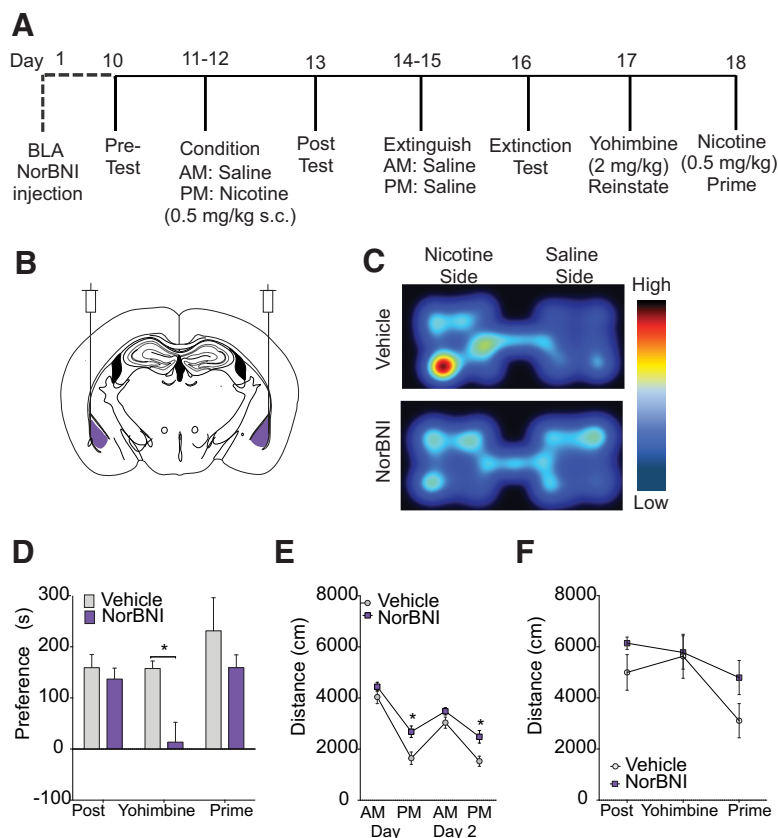 A
Day 1 10 11-12 13 14-15 16 17 18
BLA
NorBNI
injection
Pre-
Test
Condition
AM: Saline
PM: Nicotine
(0.5 mg/kg s.c.)
Post
Test
Extinguish
AM: Saline
PM: Saline
Extinction
Test
Yohimbine
(2 mg/kg)
Reinstate
Nicotine
(0.5 mg/kg)
Prime
B
C
Nicotine
Side
Saline
Side
Vehicle
NorBNI
High
Low
D
Preference (s)
300
200
100
0
-100
Vehicle
NorBNI
*
Post Yohimbine Prime
E
Distance (cm)
8000
6000
4000
2000
0
Vehicle
NorBNI
*
*
AM PM AM PM
Day Day 2
F
Distance (cm)
8000
6000
4000
2000
0
Vehicle
NorBNI
Post Yohimbine Prime